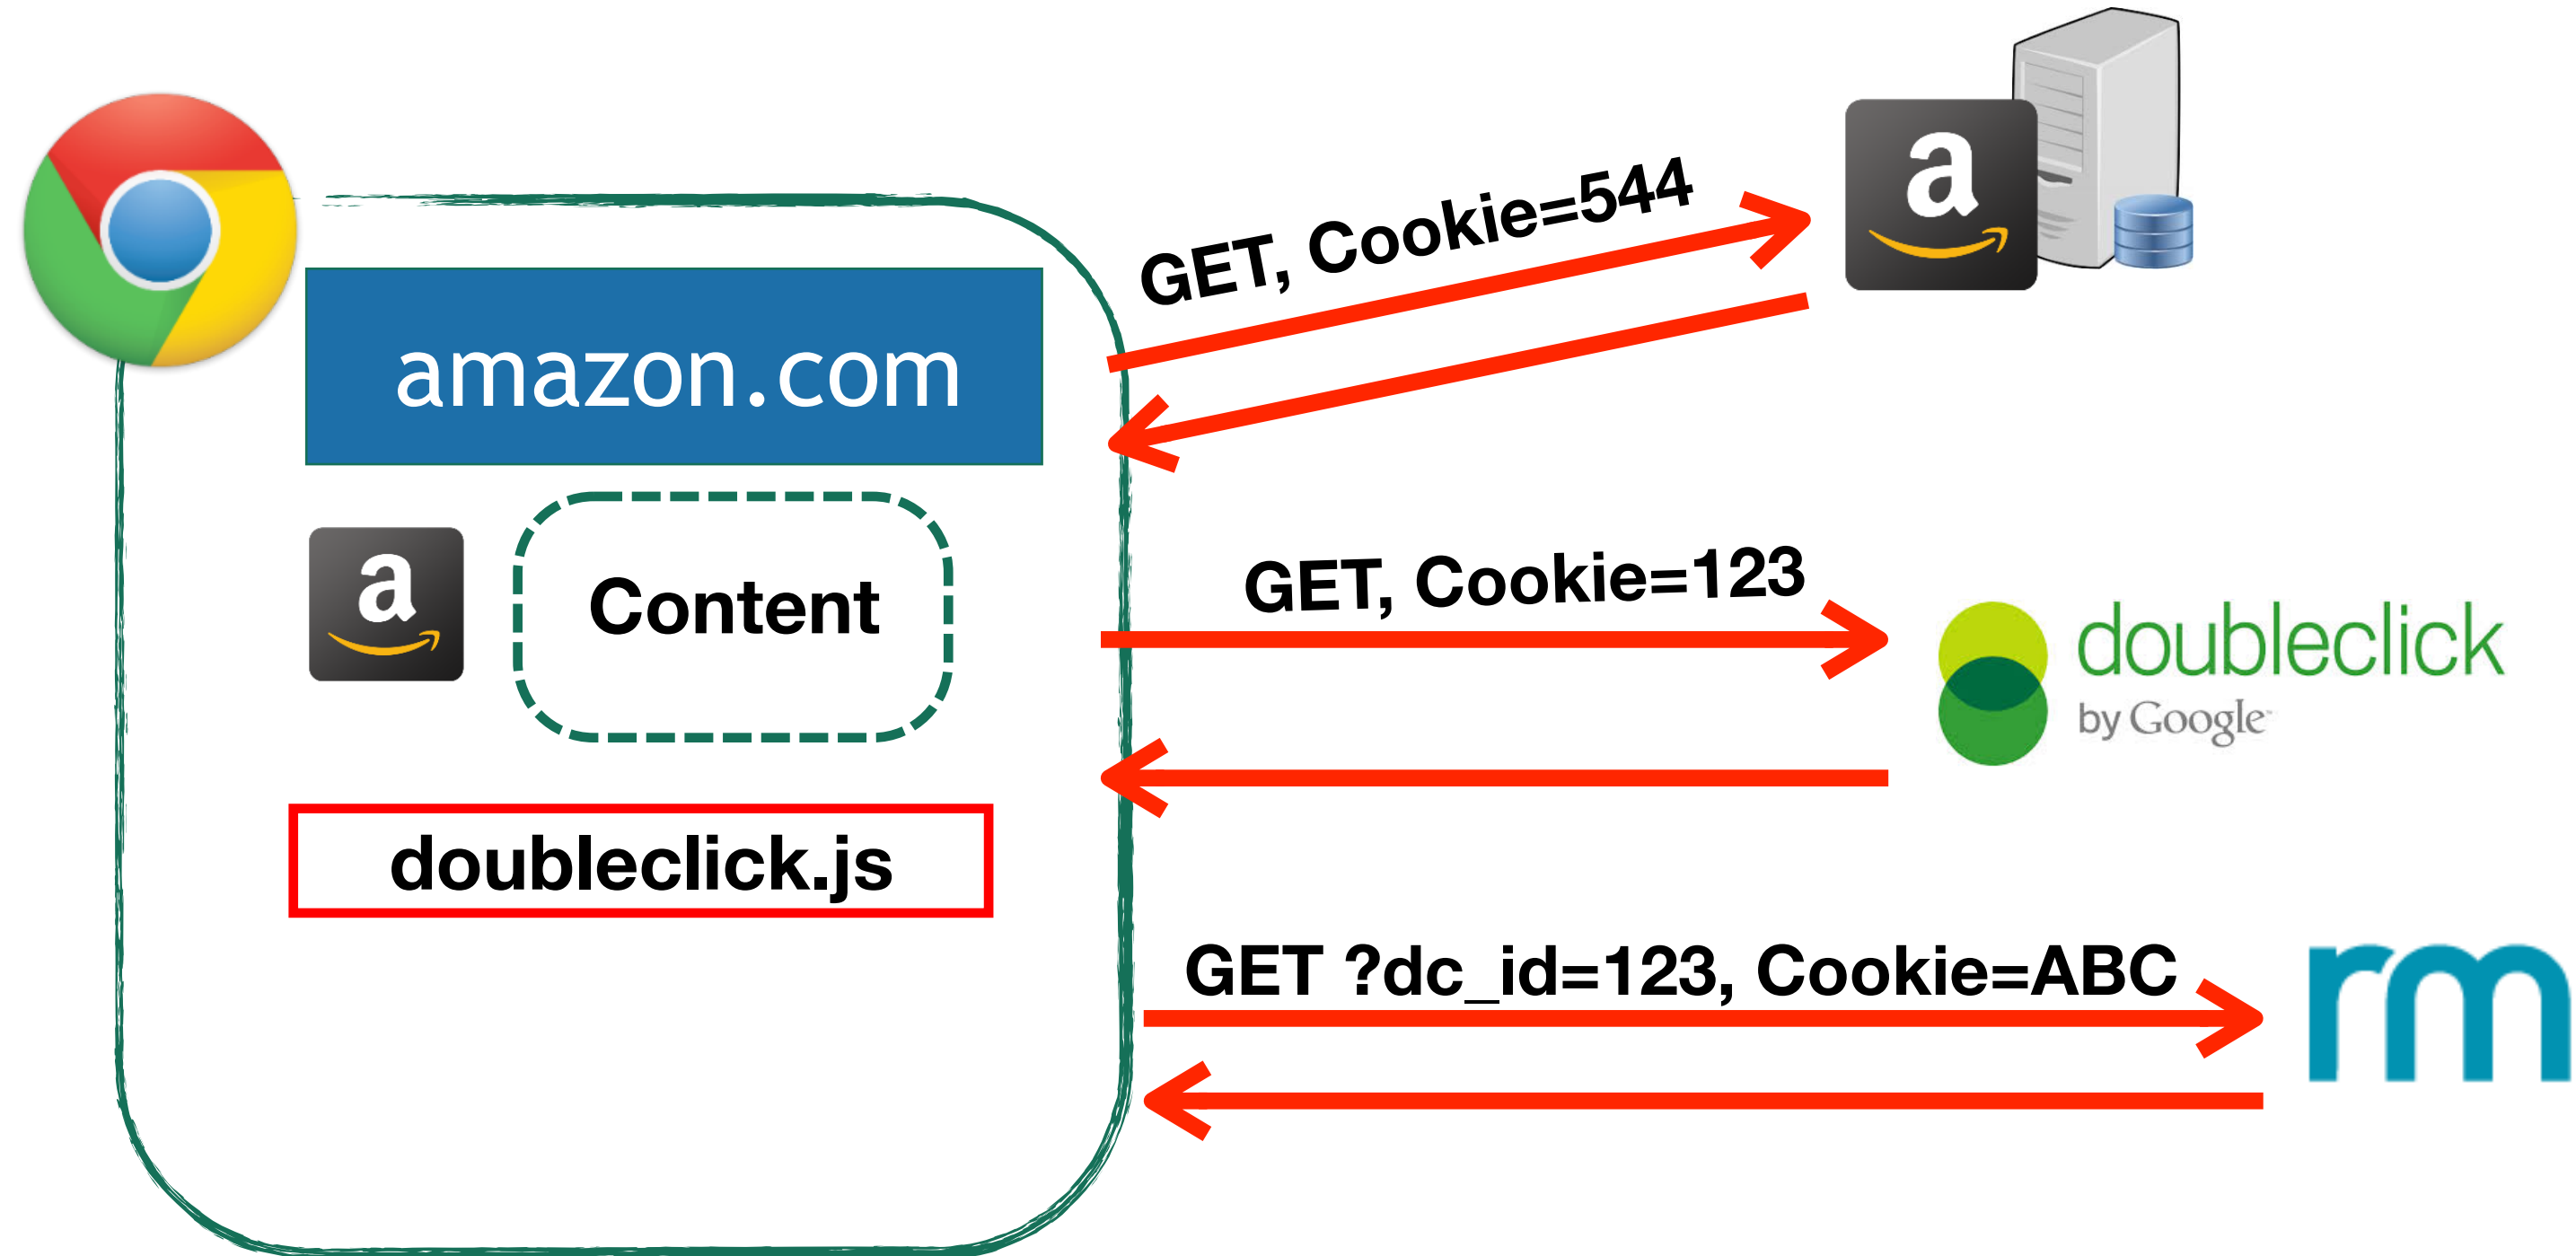 a
GET, Cookie=544
amazon.com
a
Content
GET, Cookie=123
doubleclick
by Google
doubleclick.js
GET ?dc_id=123, Cookie=ABC
rm